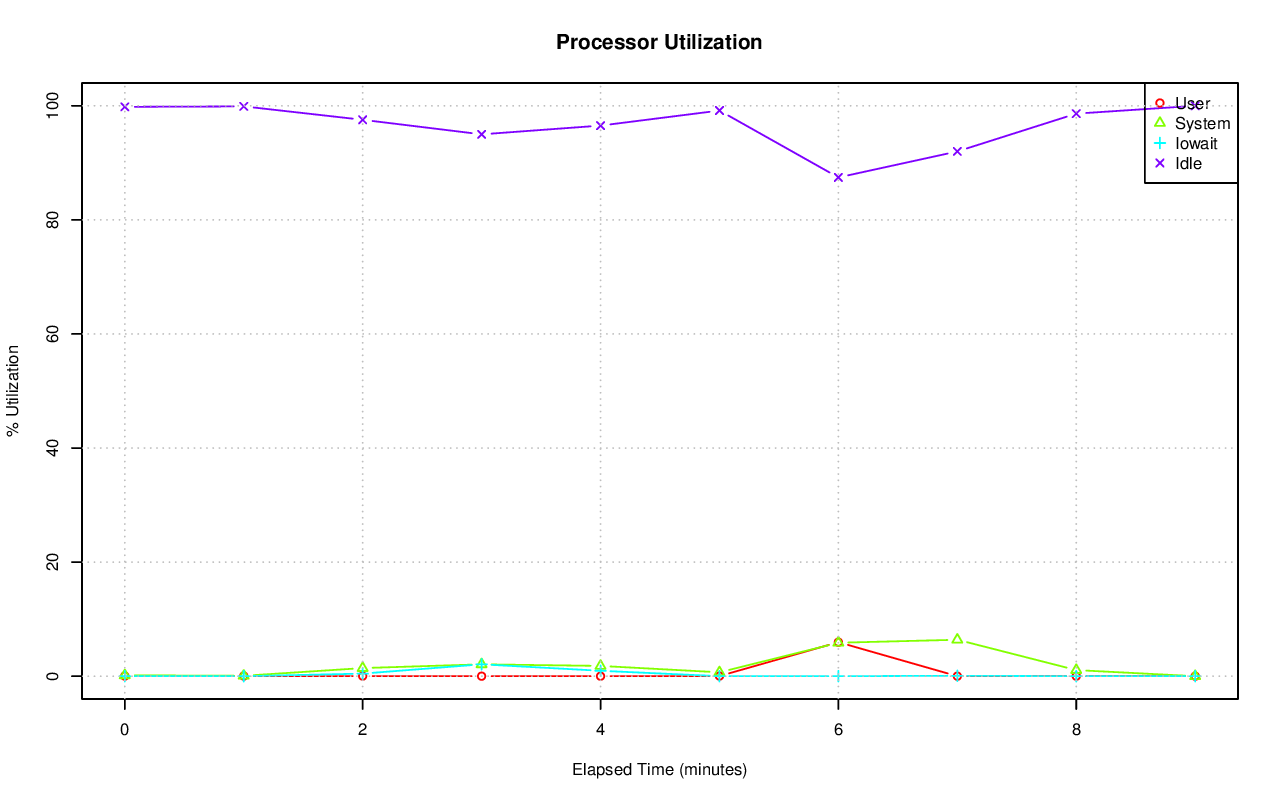 Processor Utilization
100
80
60
40
20
0
% Utilization
User
System
Iowait
Idle
0 2 4 6 8
Elapsed Time (minutes)